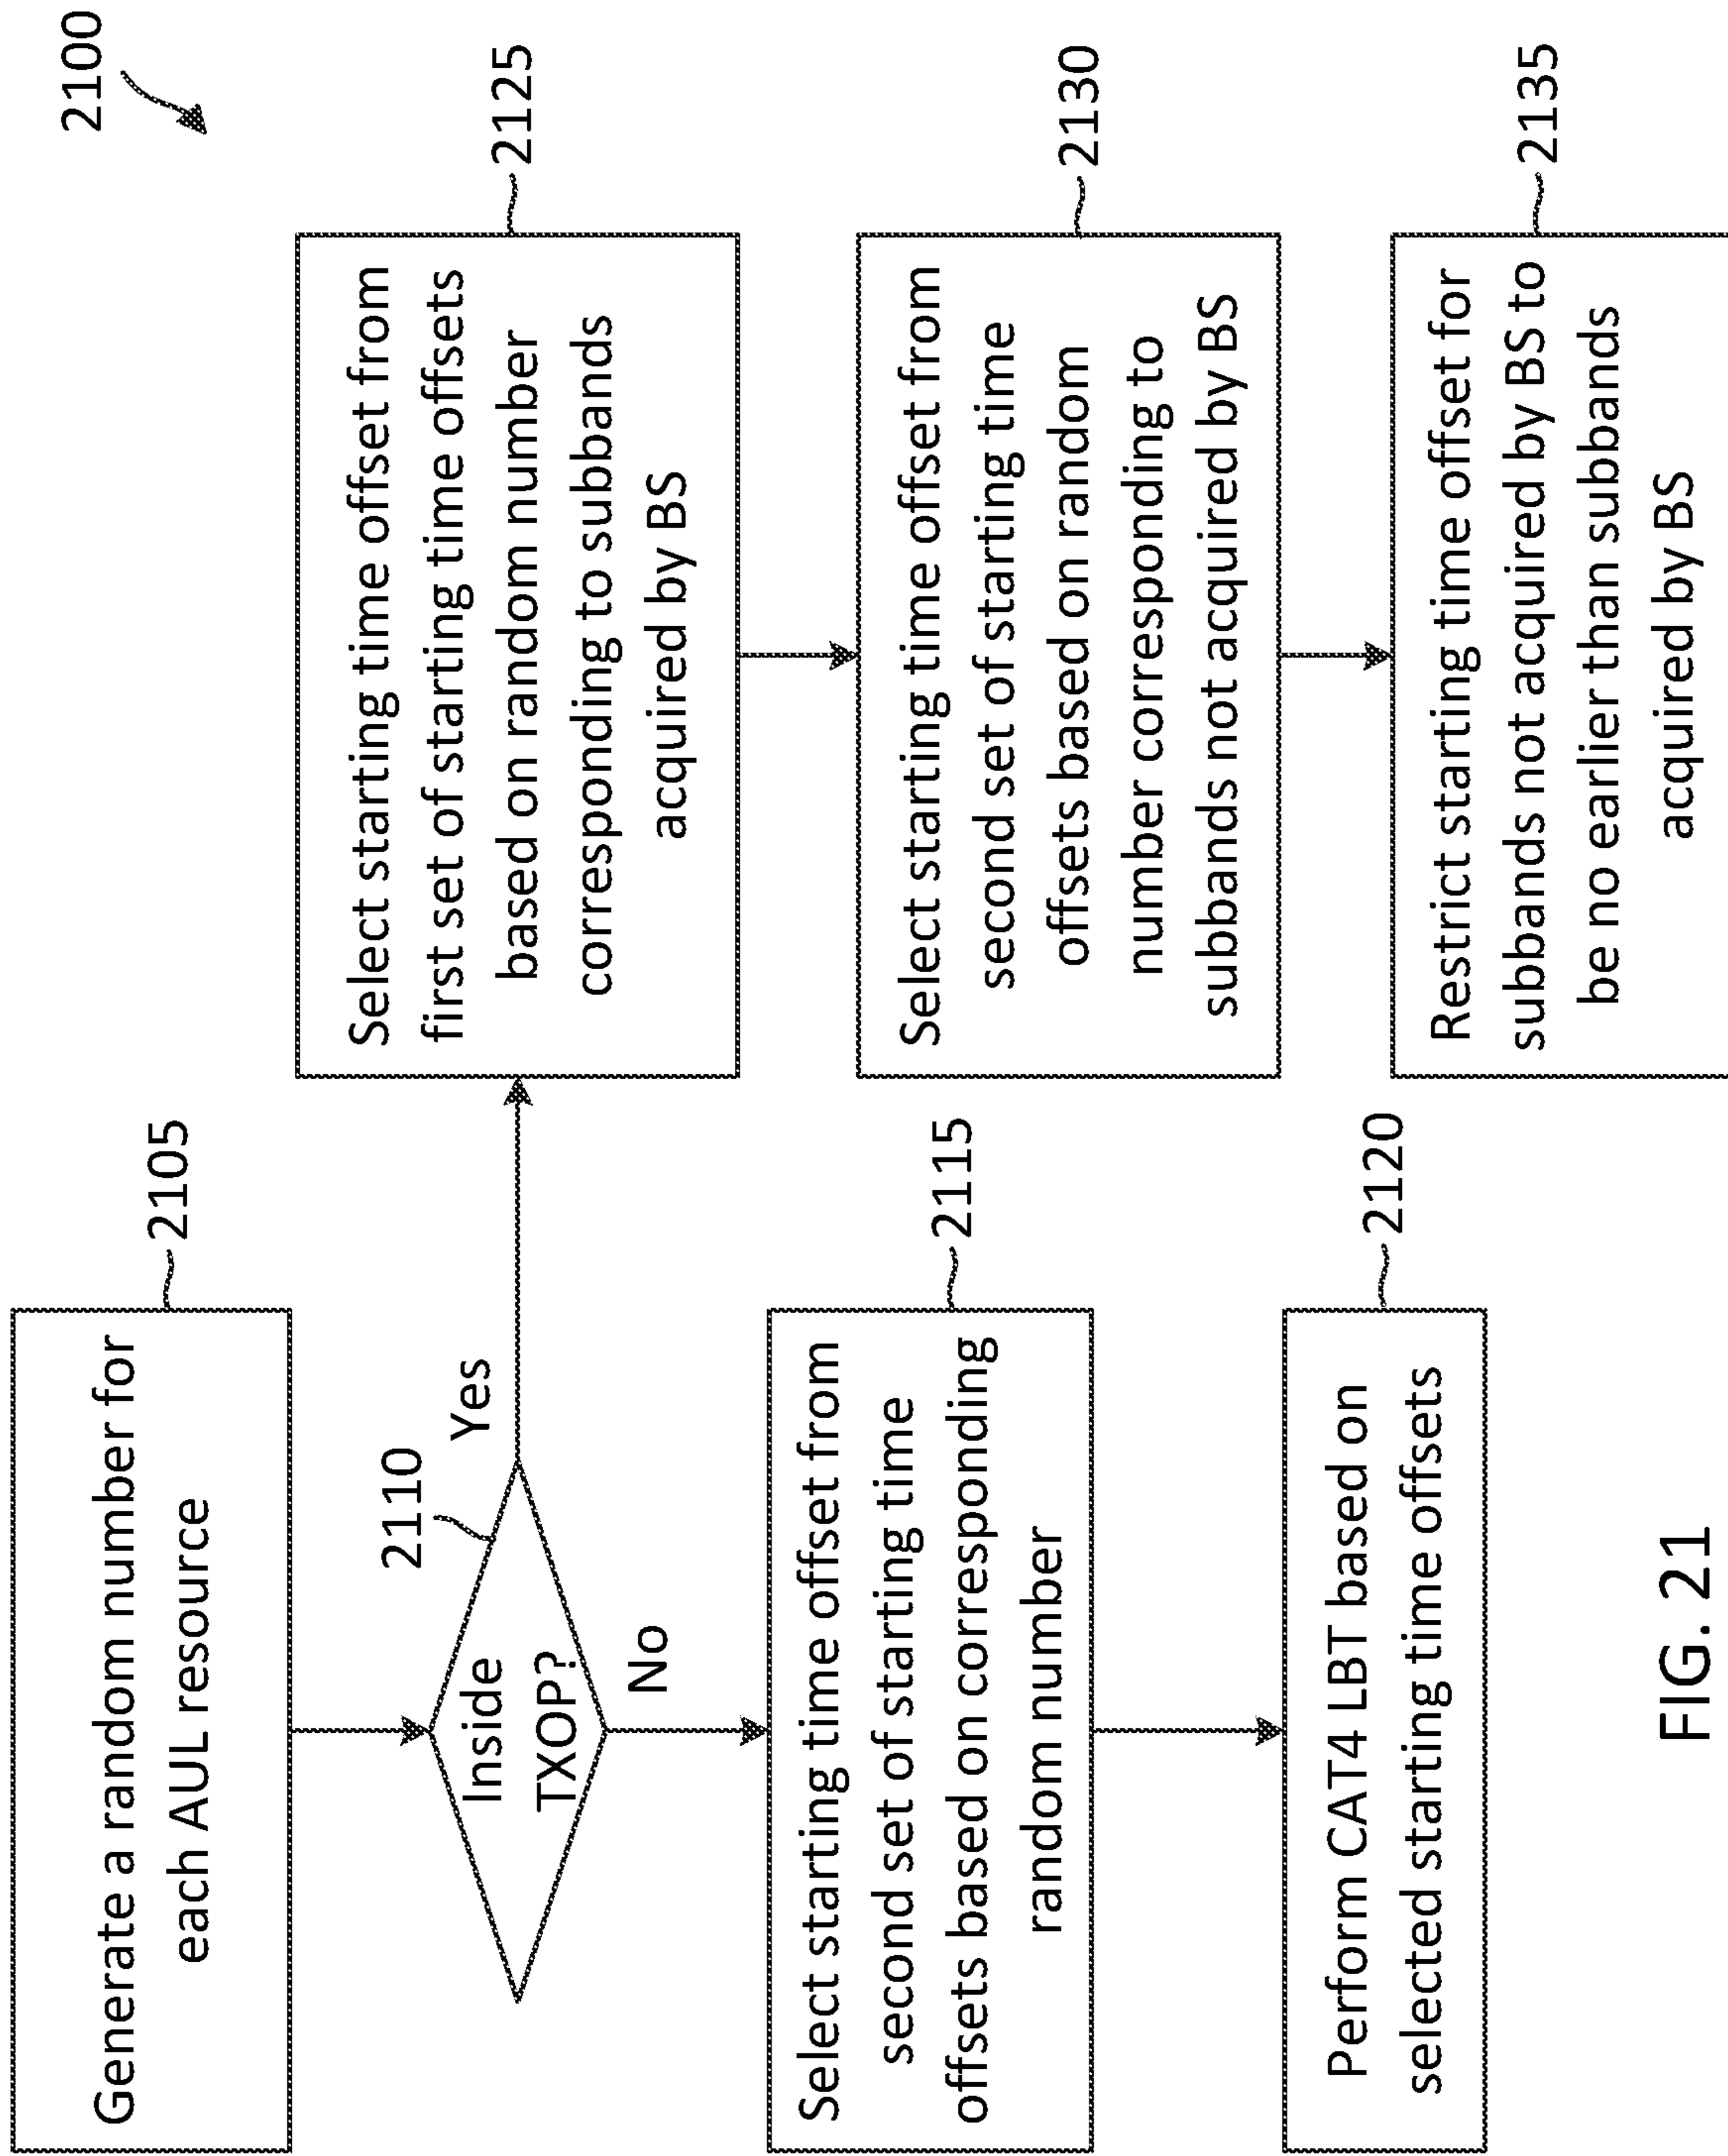 2100
Generate a random number for
each AUL resource
2105
Inside
TXOP?
2110
Yes
No
Select starting time offset from
second set of starting time
offsets based on corresponding
random number
2115
Perform CAT4 LBT based on
selected starting time offsets
2120
Select starting time offset from
first set of starting time offsets
based on random number
corresponding to subbands
acquired by BS
2125
Select starting time offset from
second set of starting time
offsets based on random
number corresponding to
subbands not acquired by BS
2130
Restrict starting time offset for
subbands not acquired by BS to
be no earlier than subbands
acquired by BS
2135
FIG. 21